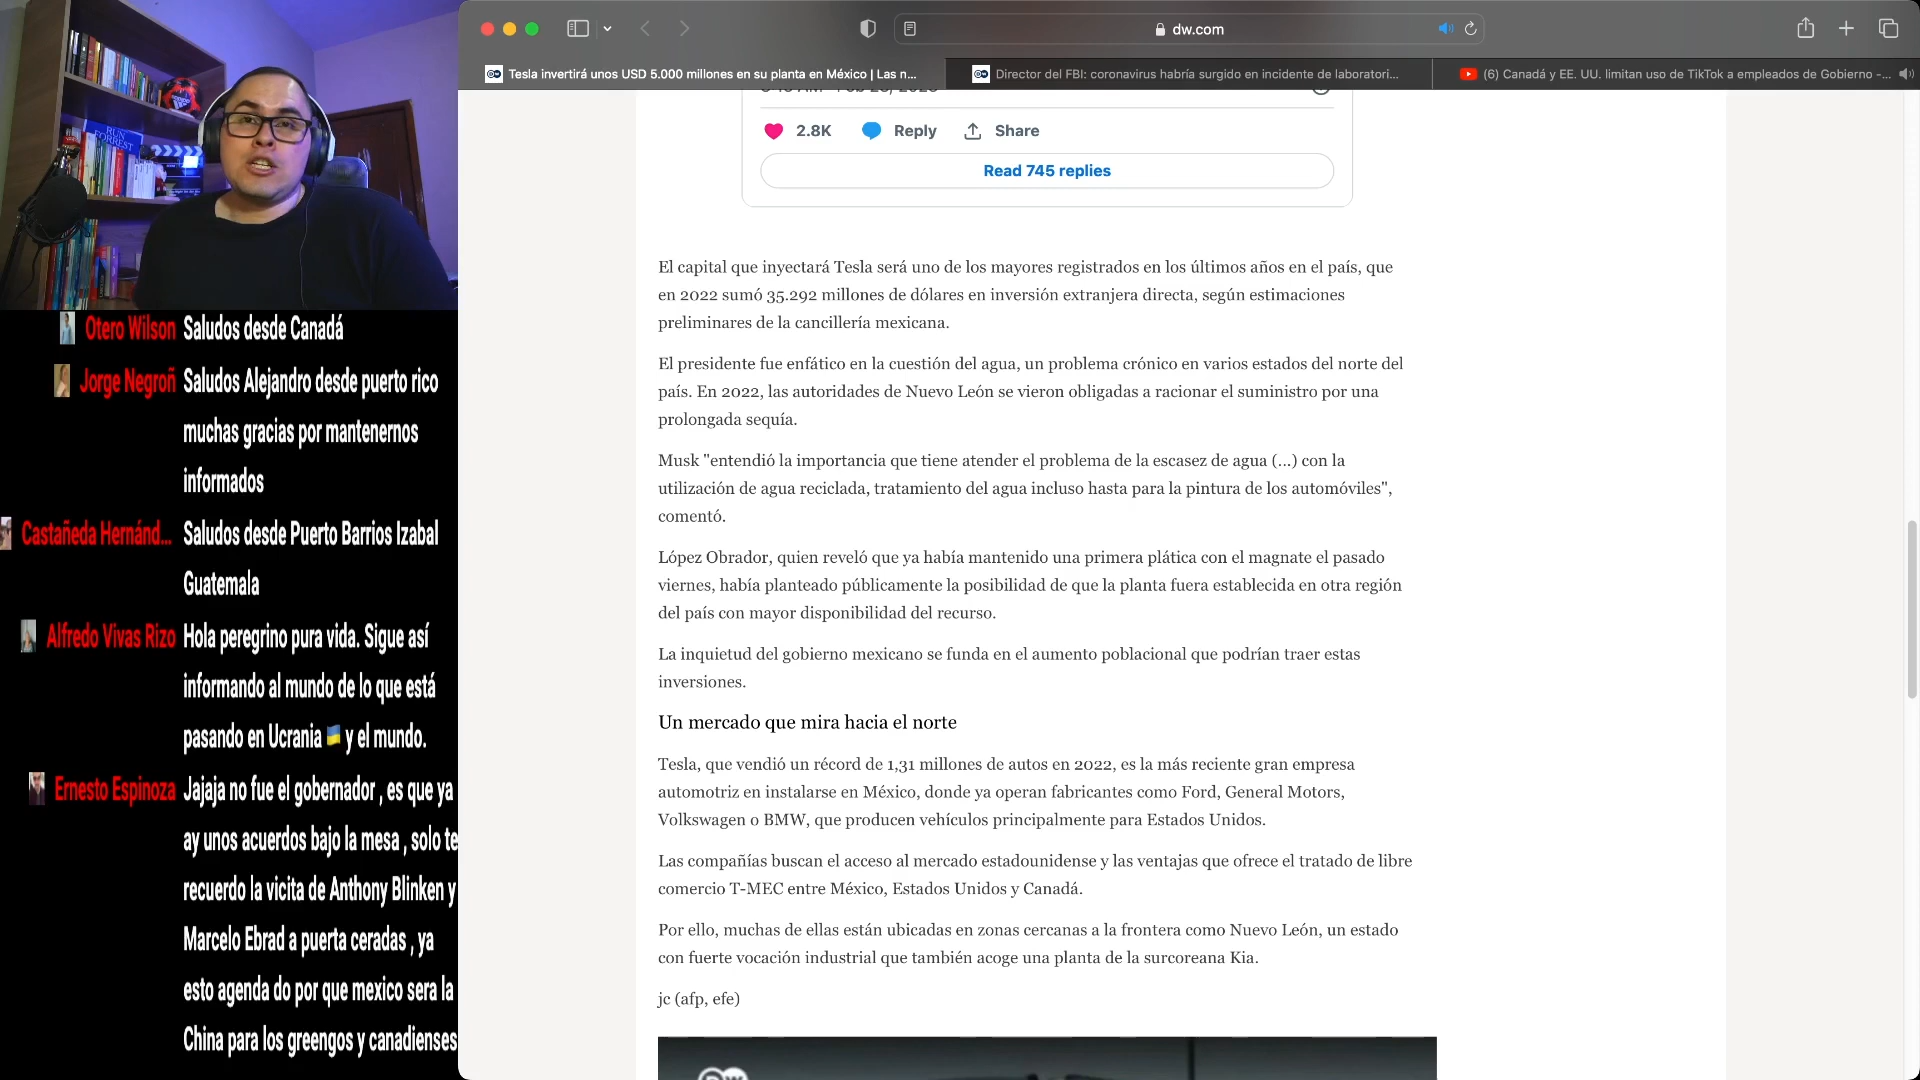 dw.com
Tesla invertirá unos USD 5.000 millones en su planta en México | Las n...
Director del FBI: coronavirus habría surgido en incidente de laboratori...
(6) Canadá y EE. UU. limitan uso de TikTok a empleados de Gobierno -...
RUN
FORREST
2.8K Reply Share
Read 745 replies
El capital que inyectará Tesla será uno de los mayores registrados en los últimos años en el país, que
en 2022 sumó 35.292 millones de dólares en inversión extranjera directa, según estimaciones
preliminares de la cancillería mexicana.
El presidente fue enfático en la cuestión del agua, un problema crónico en varios estados del norte del
país. En 2022, las autoridades de Nuevo León se vieron obligadas a racionar el suministro por una
prolongada sequía.
Musk "entendió la importancia que tiene atender el problema de la escasez de agua (...) con la
utilización de agua reciclada, tratamiento del agua incluso hasta para la pintura de los automóviles",
comentó.
López Obrador, quien reveló que ya había mantenido una primera plática con el magnate el pasado
viernes, había planteado públicamente la posibilidad de que la planta fuera establecida en otra región
del país con mayor disponibilidad del recurso.
La inquietud del gobierno mexicano se funda en el aumento poblacional que podrían traer estas
inversiones.
Un mercado que mira hacia el norte
Tesla, que vendió un récord de 1,31 millones de autos en 2022, es la más reciente gran empresa
automotriz en instalarse en México, donde ya operan fabricantes como Ford, General Motors,
Volkswagen o BMW, que producen vehículos principalmente para Estados Unidos.
Las compañías buscan el acceso al mercado estadounidense y las ventajas que ofrece el tratado de libre
comercio T-MEC entre México, Estados Unidos y Canadá.
Por ello, muchas de ellas están ubicadas en zonas cercanas a la frontera como Nuevo León, un estado
con fuerte vocación industrial que también acoge una planta de la surcoreana Kia.
jc (afp, efe)
DW
Otero Wilson Saludos desde Canadá
Jorge Negroñ Saludos Alejandro desde puerto rico
muchas gracias por mantenernos
informados
Castañeda Hernánd... Saludos desde Puerto Barrios Izabal
Guatemala
Alfredo Vivas Rizo Hola peregrino pura vida. Sigue así
informando al mundo de lo que está
pasando en Ucrania 🇺🇦 y el mundo.
Ernesto Espinoza Jajaja no fue el gobernador , es que ya
ay unos acuerdos bajo la mesa , solo te
recuerdo la vicita de Anthony Blinken y
Marcelo Ebrad a puerta ceradas , ya
esto agenda do por que mexico sera la
China para los greengos y canadienses